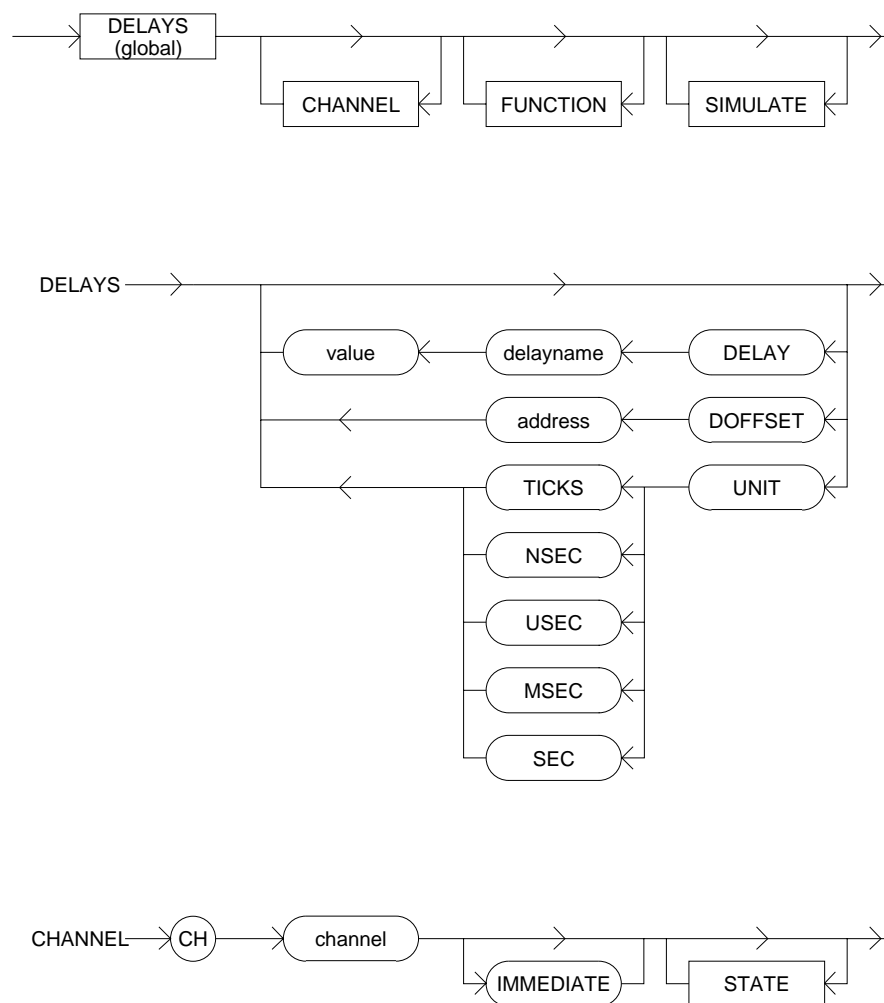 DELAYS
(global)
CHANNEL
FUNCTION
SIMULATE
DELAYS
value
delayname
DELAY
address
DOFFSET
TICKS
UNIT
NSEC
USEC
MSEC
SEC
CHANNEL
CH
channel
IMMEDIATE
STATE